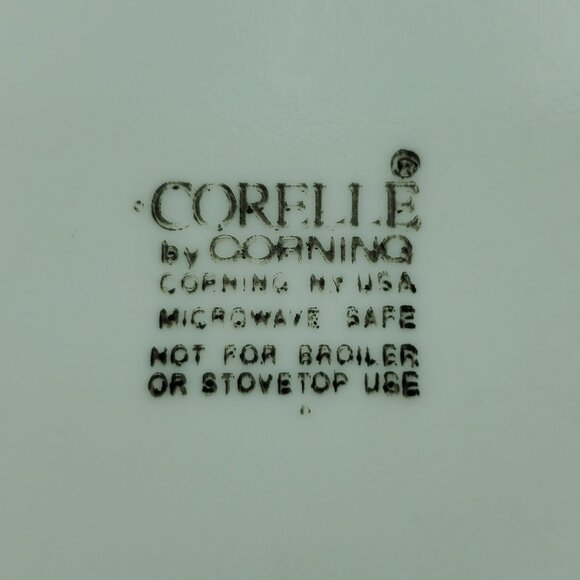 CORELLE®
by CORNING
CORNING NY USA
MICROWAVE SAFE
NOT FOR BROILER
OR STOVETOP USE